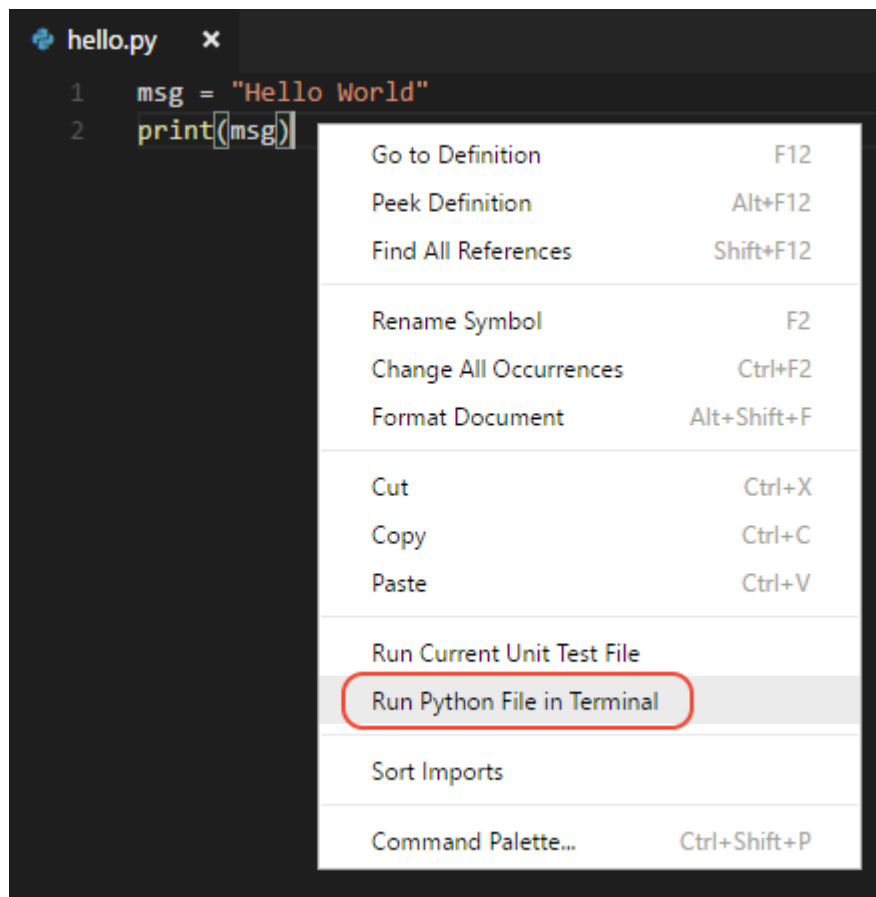 hello.py ×
1 msg = "Hello World"
2 print(msg)
Go to Definition F12
Peek Definition Alt+F12
Find All References Shift+F12
Rename Symbol F2
Change All Occurrences Ctrl+F2
Format Document Alt+Shift+F
Cut Ctrl+X
Copy Ctrl+C
Paste Ctrl+V
Run Current Unit Test File
Run Python File in Terminal
Sort Imports
Command Palette... Ctrl+Shift+P